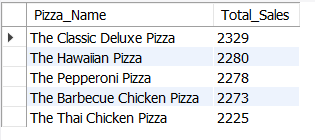 Pizza_Name Total_Sales
The Classic Deluxe Pizza 2329
The Hawaiian Pizza 2280
The Pepperoni Pizza 2278
The Barbecue Chicken Pizza 2273
The Thai Chicken Pizza 2225